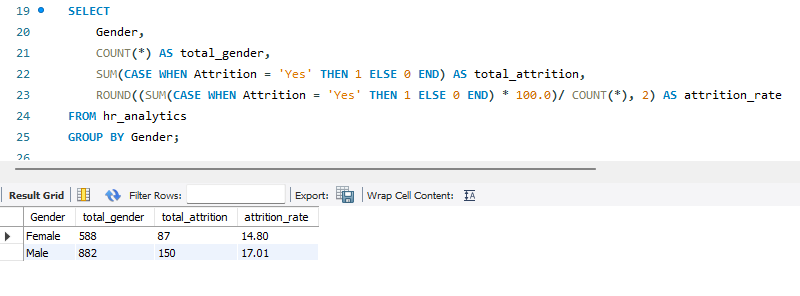 19 SELECT
20 Gender,
21 COUNT(*) AS total_gender,
22 SUM(CASE WHEN Attrition = 'Yes' THEN 1 ELSE 0 END) AS total_attrition,
23 ROUND((SUM(CASE WHEN Attrition = 'Yes' THEN 1 ELSE 0 END) * 100.0)/ COUNT(*), 2) AS attrition_rate
24 FROM hr_analytics
25 GROUP BY Gender;
26
Result Grid Filter Rows: Export: Wrap Cell Content: IA
Gender total_gender total_attrition attrition_rate
Female 588 87 14.80
Male 882 150 17.01